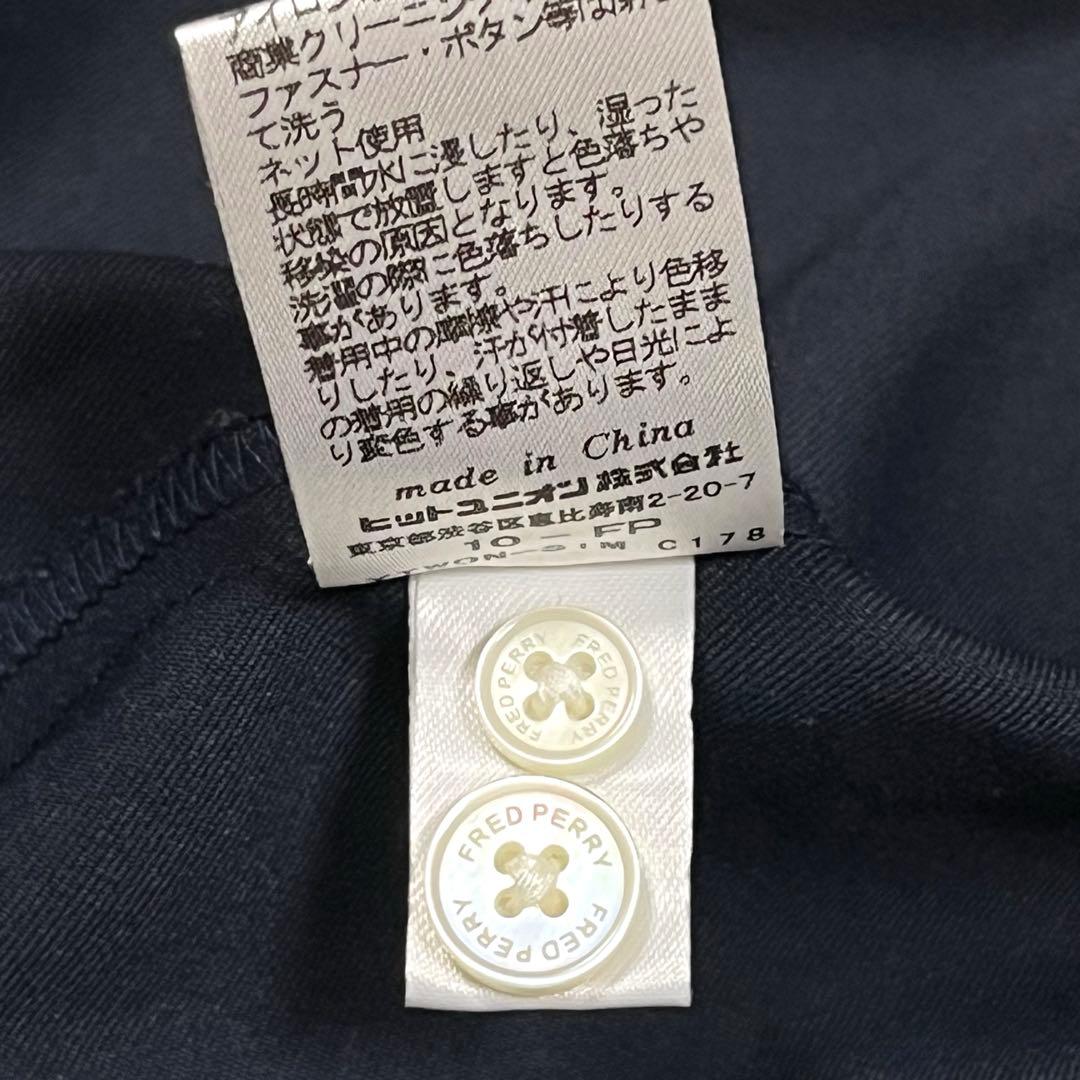 商業クリーニング
ファスナー・ボタン等は
て洗う
ネット使用
長時間水に浸したり、湿った
状態で放置しますと色落ちや
移染の原因となります。
洗濯の際に色落ちしたりする
事があります。
着用中の摩擦や汗により色移
りしたり、汗が付着したまま
の着用の繰り返しや日光によ
り変色する事があります。
made in China
ヒットユニオン株式会社
東京都渋谷区恵比寿南2-20-7
10-FP
C178
FRED PERRY FRED PERRY
FRED PERRY FRED PERRY